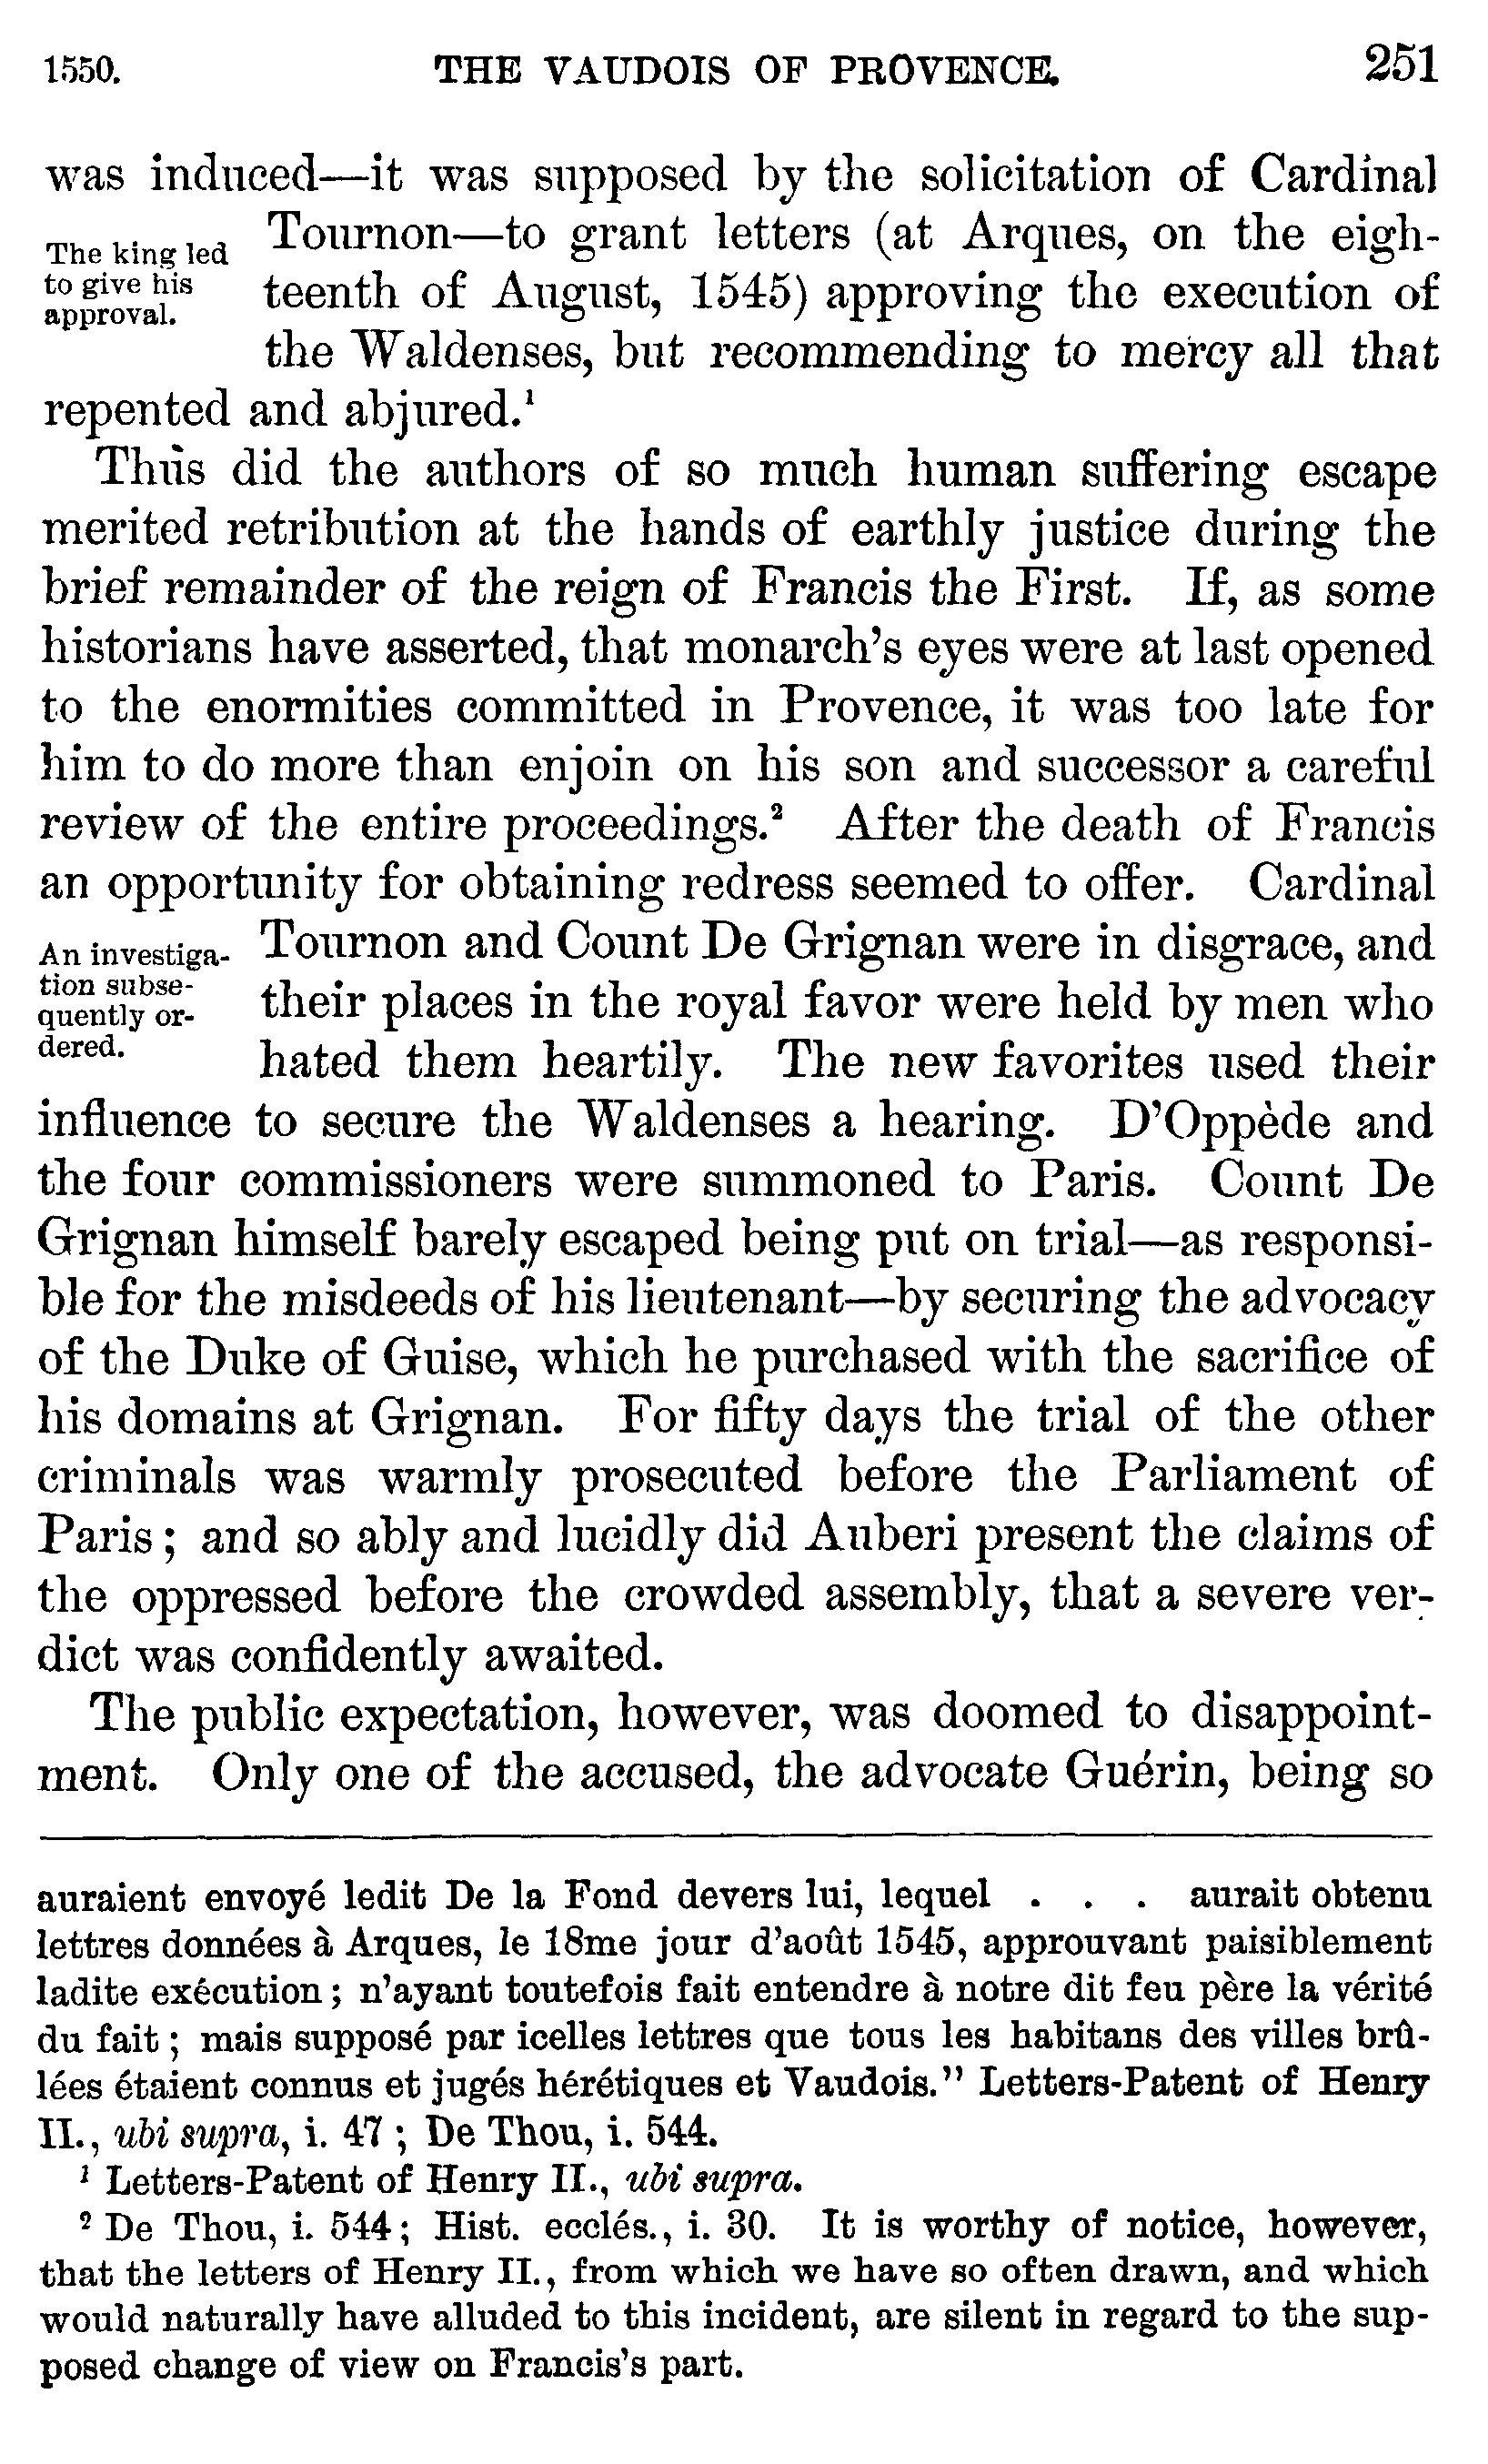 1550. THE VAUDOIS OF PROVENCE. 251
was induced—it was supposed by the solicitation of Cardinal
The king led
to give his
approval.
Tournon—to grant letters (at Arques, on the eigh-
teenth of August, 1545) approving the execution of
the Waldenses, but recommending to mercy all that
repented and abjured.¹
Thus did the authors of so much human suffering escape
merited retribution at the hands of earthly justice during the
brief remainder of the reign of Francis the First. If, as some
historians have asserted, that monarch's eyes were at last opened
to the enormities committed in Provence, it was too late for
him to do more than enjoin on his son and successor a careful
review of the entire proceedings.² After the death of Francis
an opportunity for obtaining redress seemed to offer. Cardinal
An investiga-
tion subse-
quently or-
dered.
Tournon and Count De Grignan were in disgrace, and
their places in the royal favor were held by men who
hated them heartily. The new favorites used their
influence to secure the Waldenses a hearing. D'Oppède and
the four commissioners were summoned to Paris. Count De
Grignan himself barely escaped being put on trial—as responsi-
ble for the misdeeds of his lieutenant—by securing the advocacy
of the Duke of Guise, which he purchased with the sacrifice of
his domains at Grignan. For fifty days the trial of the other
criminals was warmly prosecuted before the Parliament of
Paris; and so ably and lucidly did Auberi present the claims of
the oppressed before the crowded assembly, that a severe ver-
dict was confidently awaited.
The public expectation, however, was doomed to disappoint-
ment. Only one of the accused, the advocate Guérin, being so
auraient envoyé ledit De la Fond devers lui, lequel . . . aurait obtenu
lettres données à Arques, le 18me jour d'août 1545, approuvant paisiblement
ladite exécution; n'ayant toutefois fait entendre à notre dit feu père la vérité
du fait; mais supposé par icelles lettres que tous les habitans des villes brû-
lées étaient connus et jugés hérétiques et Vaudois." Letters-Patent of Henry
II., ubi supra, i. 47; De Thou, i. 544.
¹ Letters-Patent of Henry II., ubi supra.
² De Thou, i. 544; Hist. ecclés., i. 30. It is worthy of notice, however,
that the letters of Henry II., from which we have so often drawn, and which
would naturally have alluded to this incident, are silent in regard to the sup-
posed change of view on Francis's part.